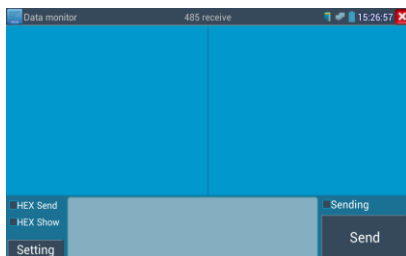 Data monitor 485 receive 15:26:57
HEX Send
Sending
HEX Show
Send
Setting